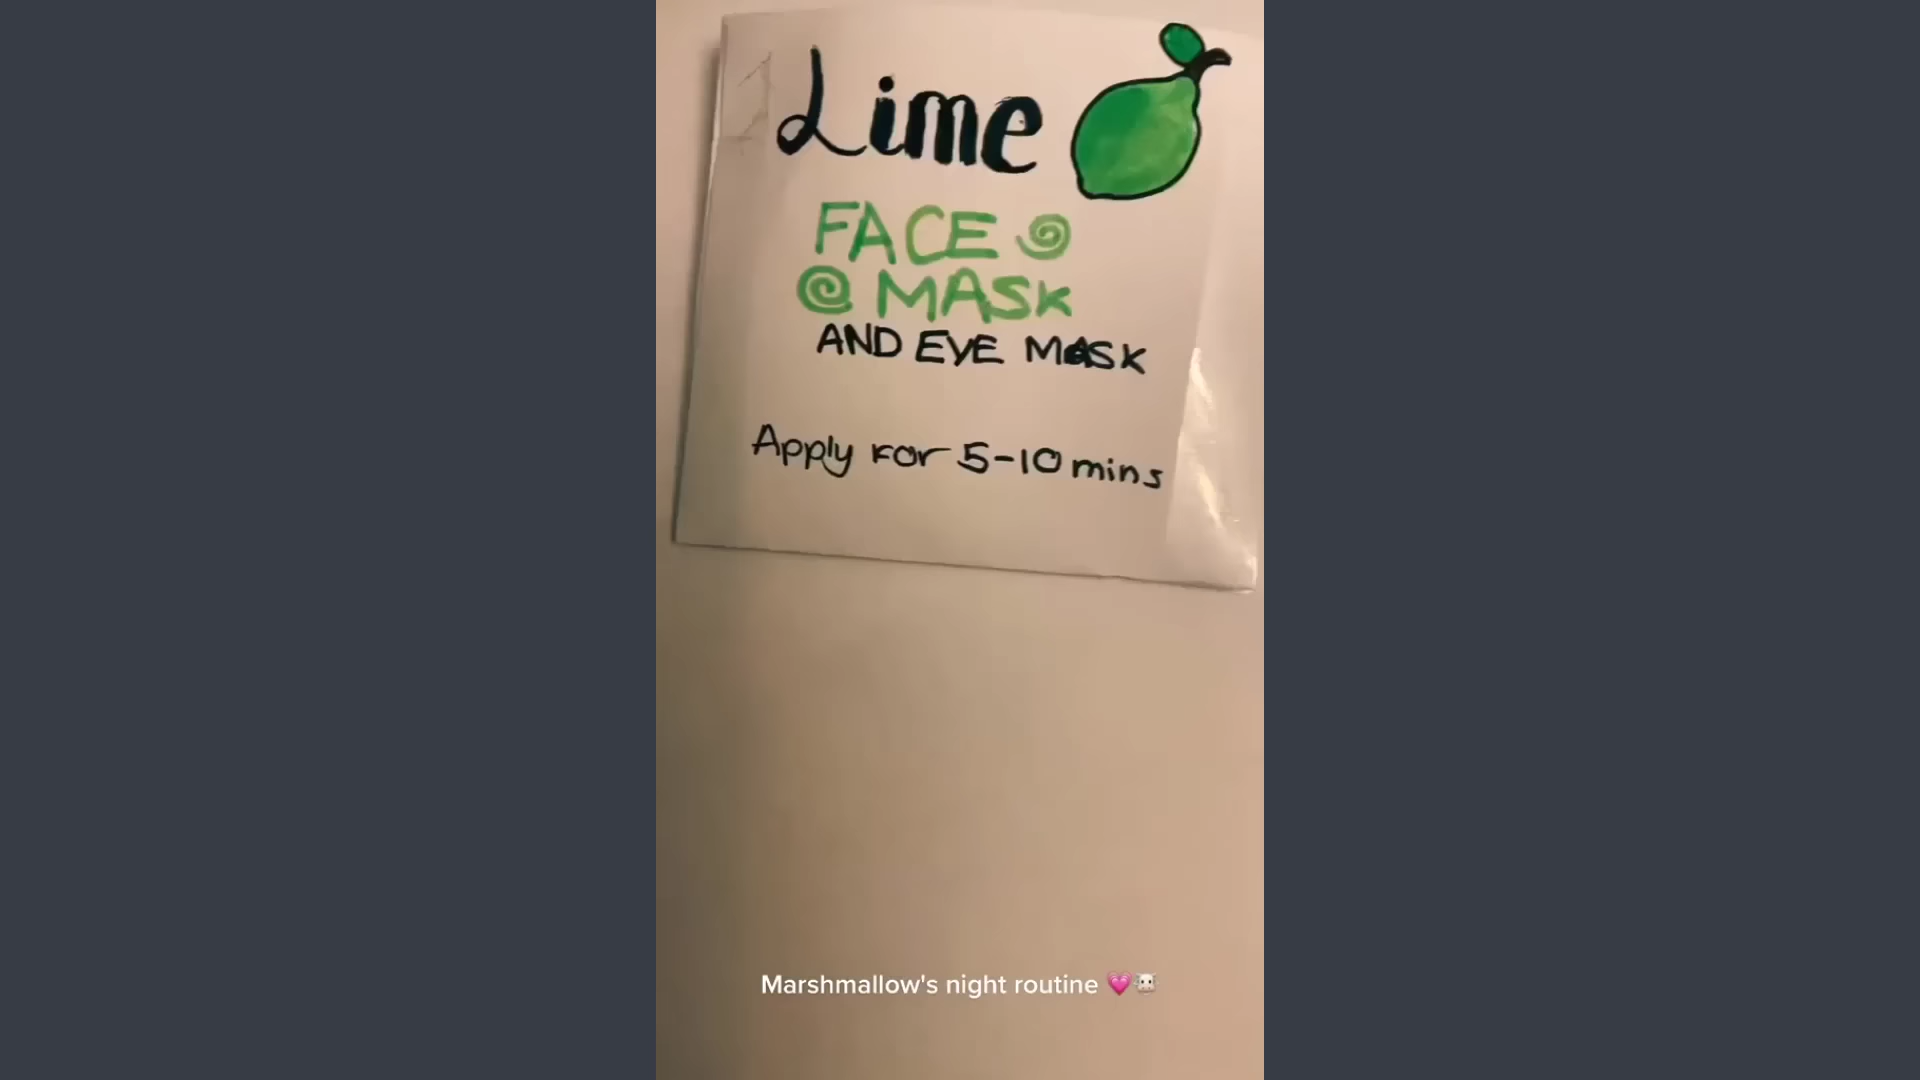 Lime
FACE
MASK
AND EYE MASK
Apply for 5-10 mins
Marshmallow's night routine 💗🐮